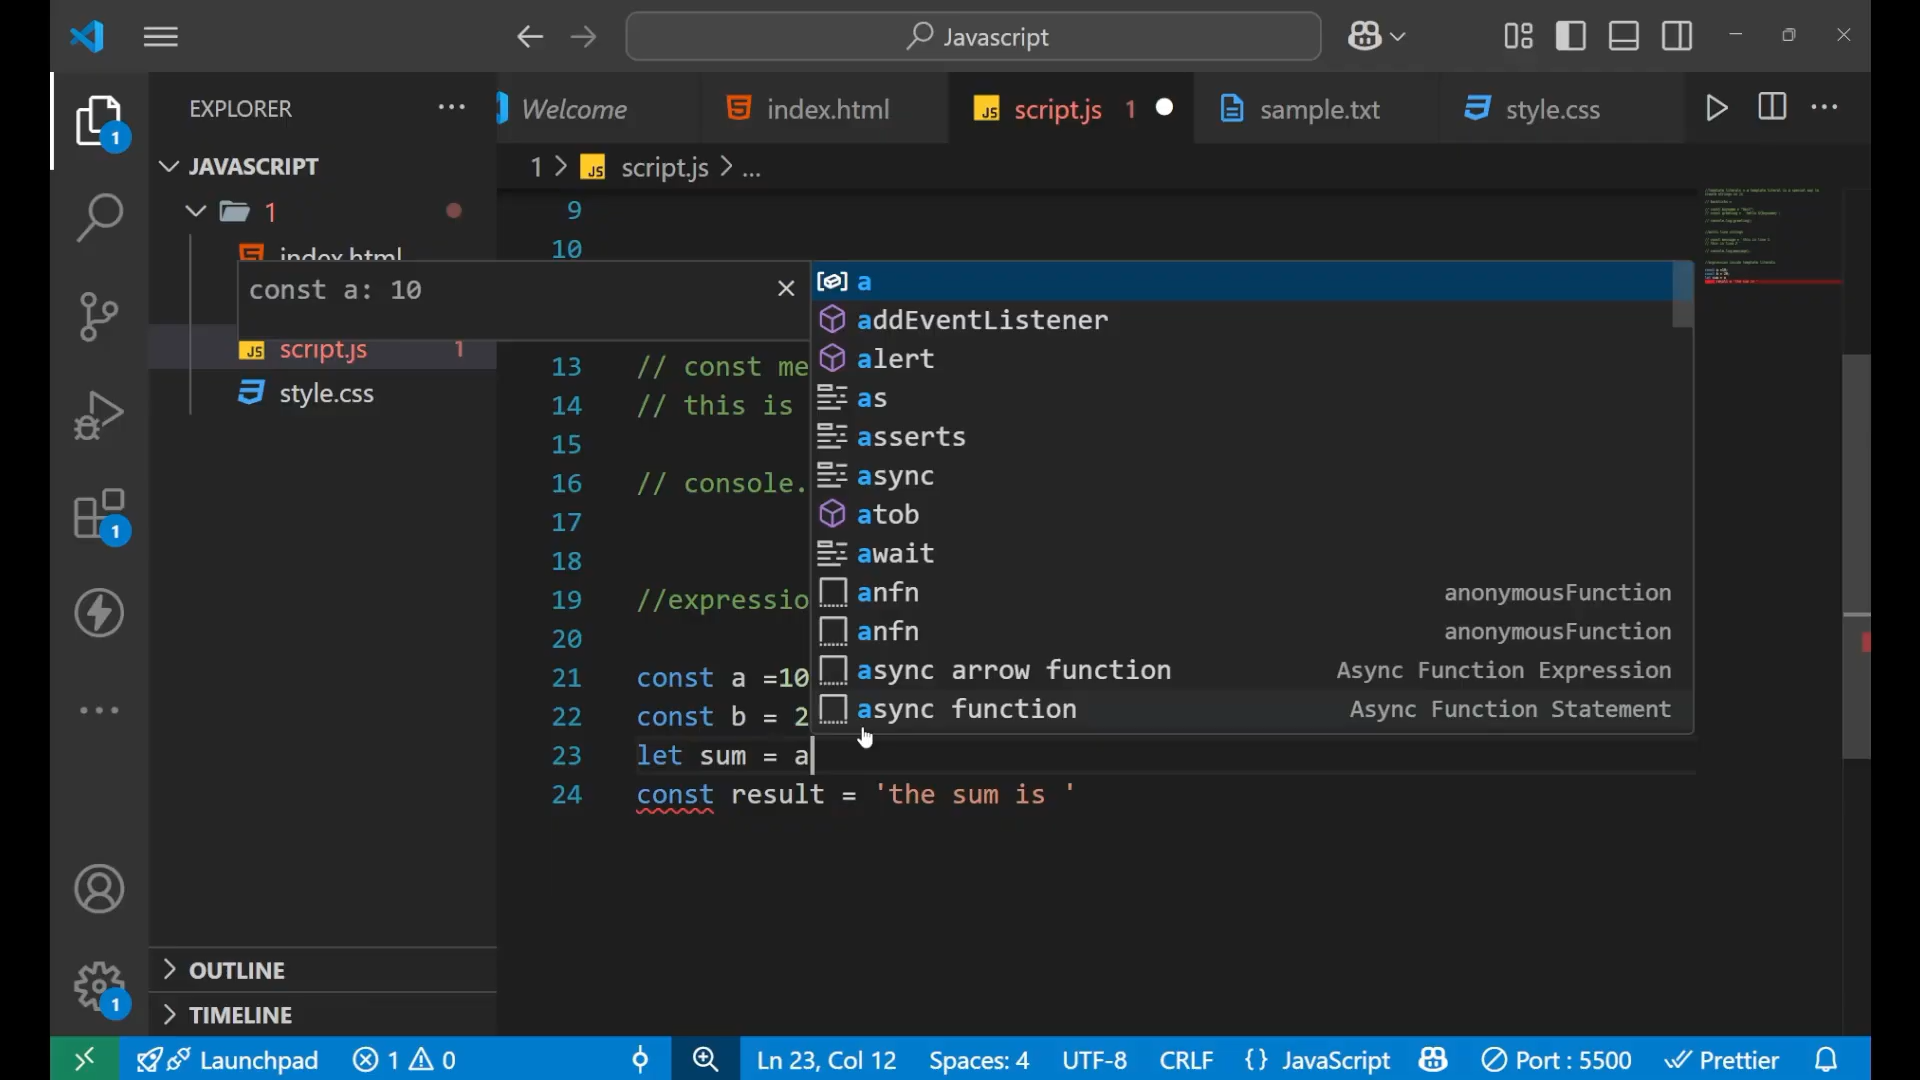 Javascript
EXPLORER
Welcome
index.html
script.js 1
sample.txt
style.css
JAVASCRIPT
1 > script.js > ...
1
index.html
script.js 1
style.css
OUTLINE
TIMELINE
9
10
const a: 10
a
addEventListener
alert
as
asserts
async
atob
await
anfn anonymousFunction
anfn anonymousFunction
async arrow function Async Function Expression
async function Async Function Statement
13 // const me
14 // this is
15
16 // console.
17
18
19 //expressio
20
21 const a =10
22 const b = 2
23 let sum = a
24 const result = 'the sum is '
1
1
1
Launchpad
1 0
Ln 23, Col 12
Spaces: 4
UTF-8
CRLF
{} JavaScript
Port : 5500
Prettier